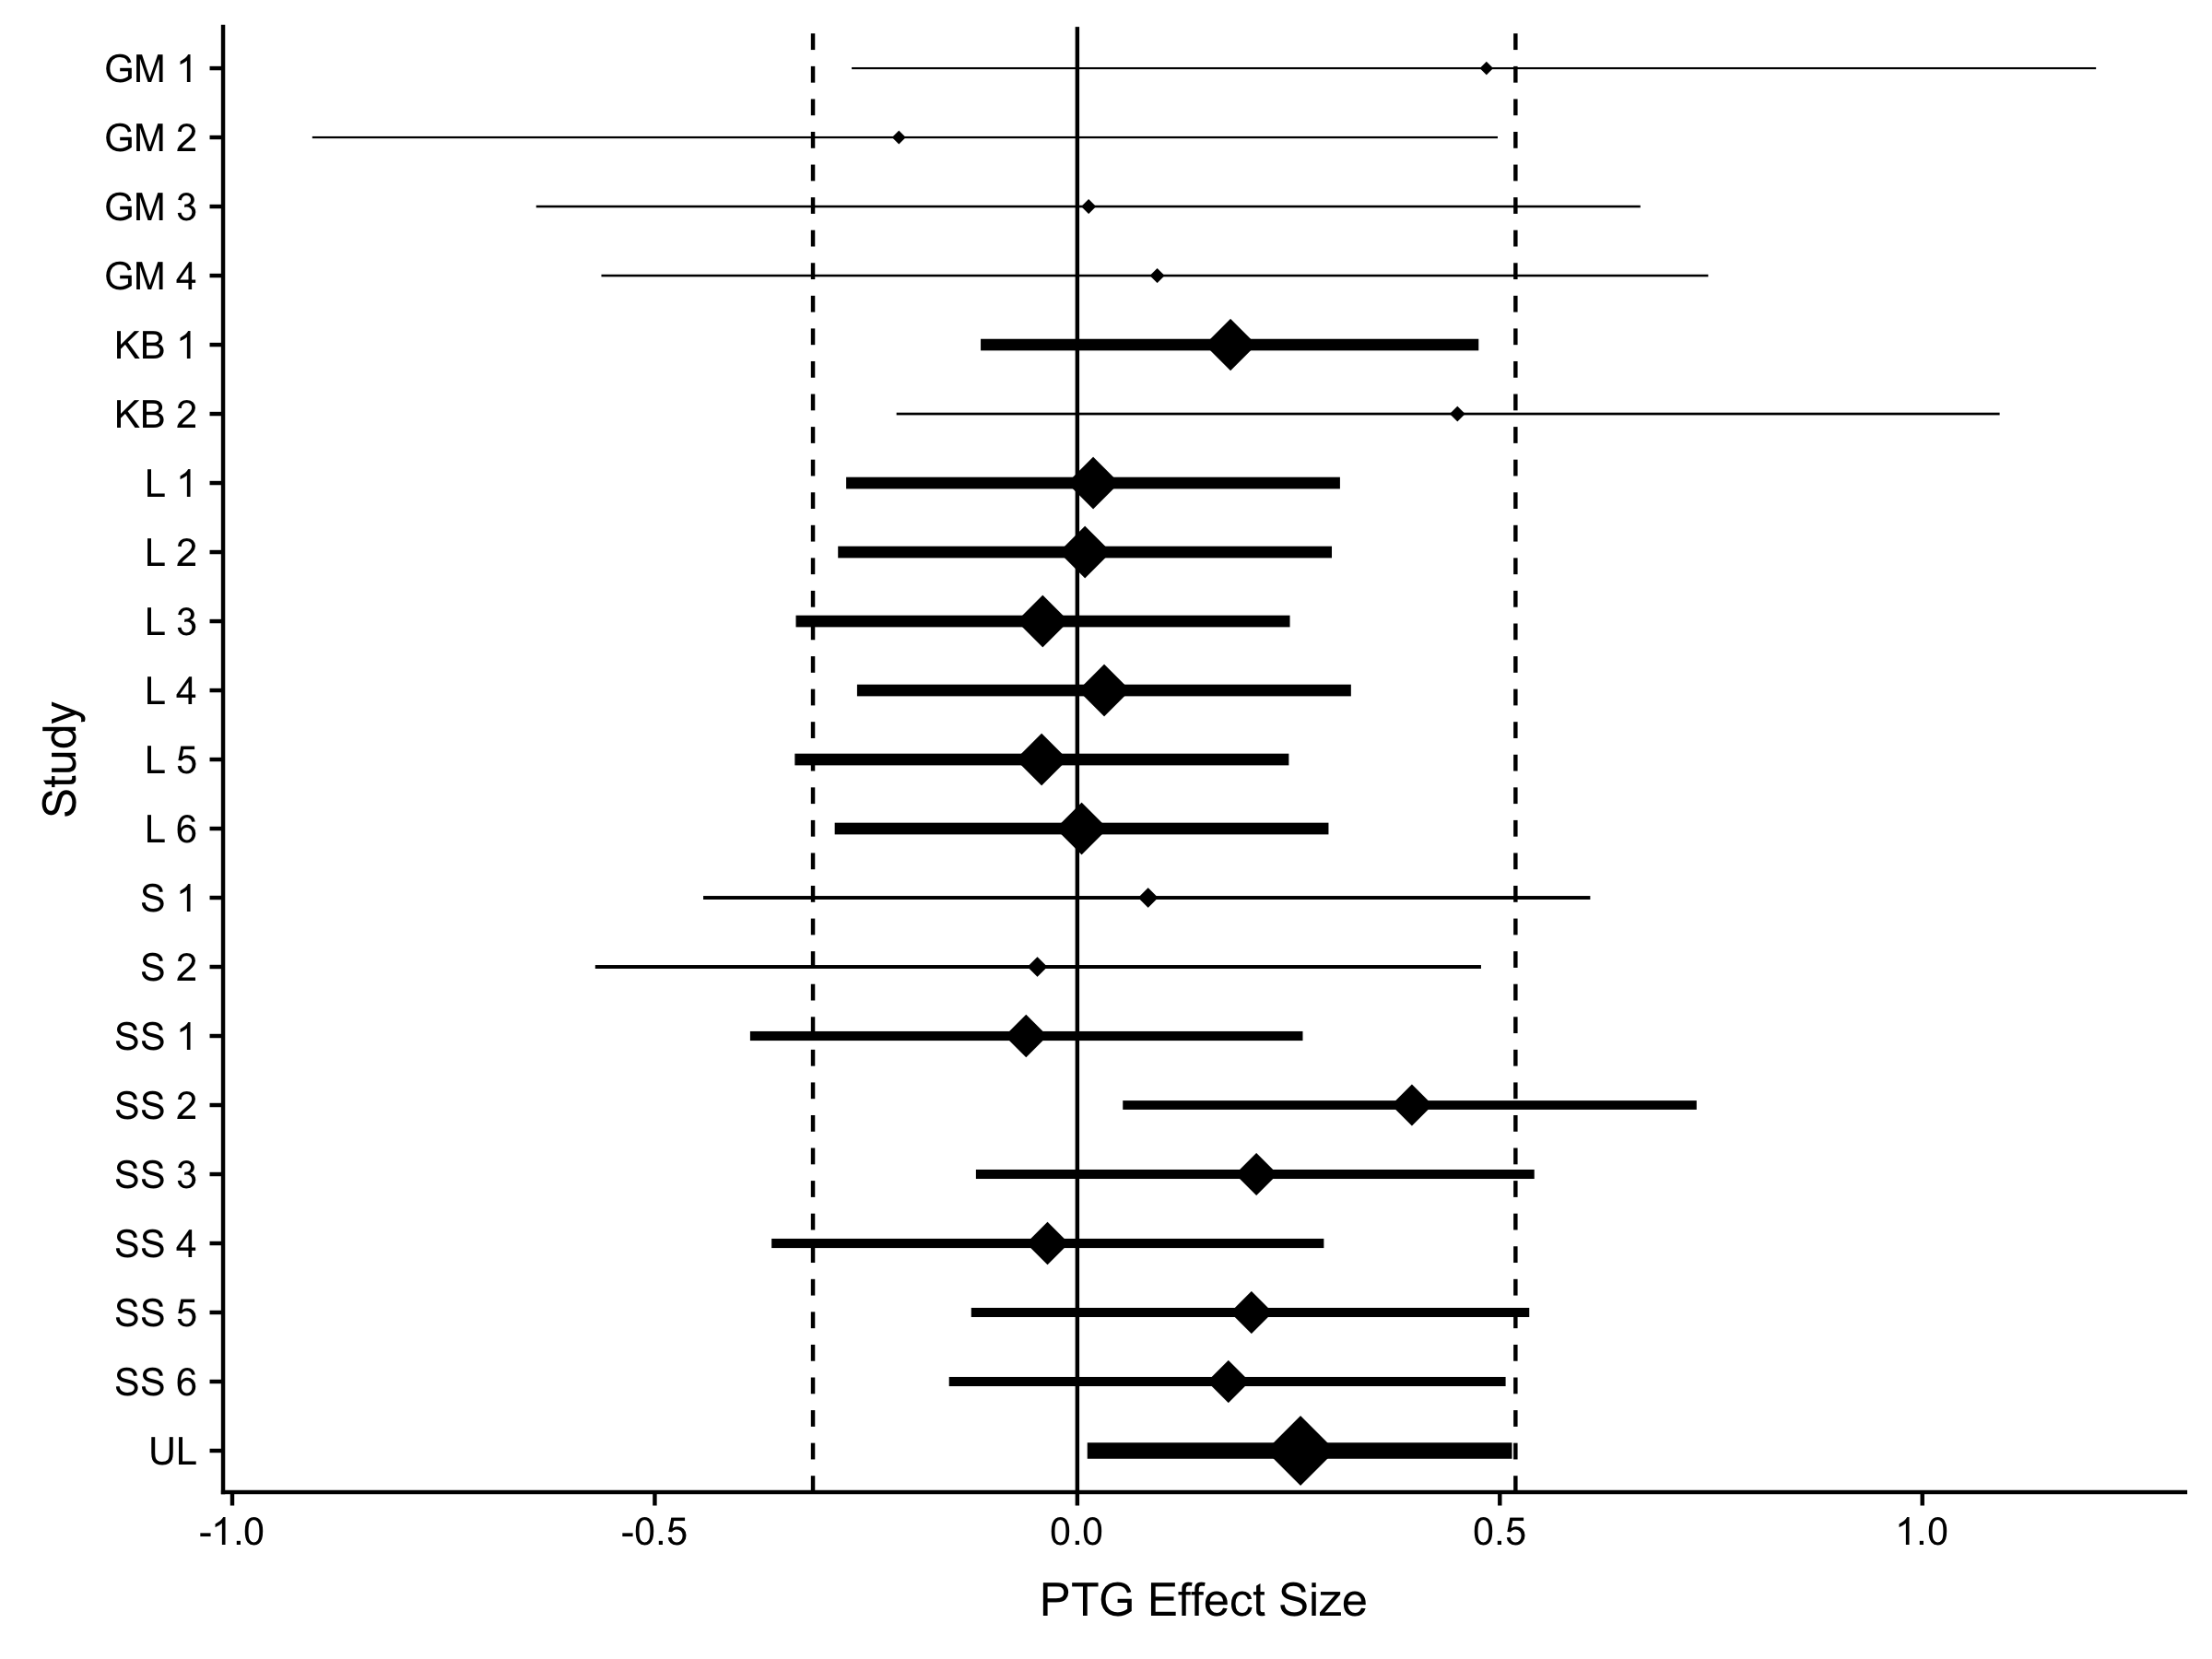 GM 1
GM 2
GM 3
GM 4
KB 1
KB 2
L 1
L 2
L 3
L 4
L 5
L 6
S 1
S 2
SS 1
SS 2
SS 3
SS 4
SS 5
SS 6
UL
Study
-1.0 -0.5 0.0 0.5 1.0
PTG Effect Size